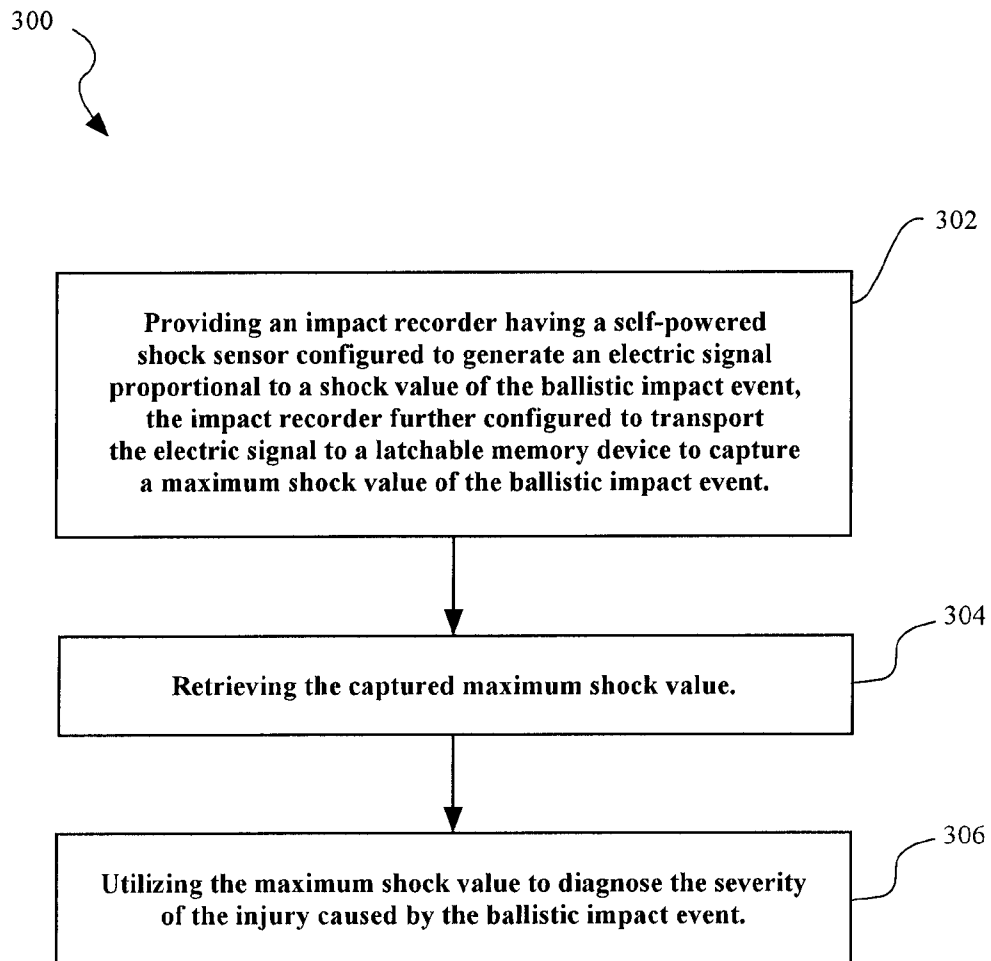 300
302
Providing an impact recorder having a self-powered
shock sensor configured to generate an electric signal
proportional to a shock value of the ballistic impact event,
the impact recorder further configured to transport
the electric signal to a latchable memory device to capture
a maximum shock value of the ballistic impact event.
304
Retrieving the captured maximum shock value.
306
Utilizing the maximum shock value to diagnose the severity
of the injury caused by the ballistic impact event.